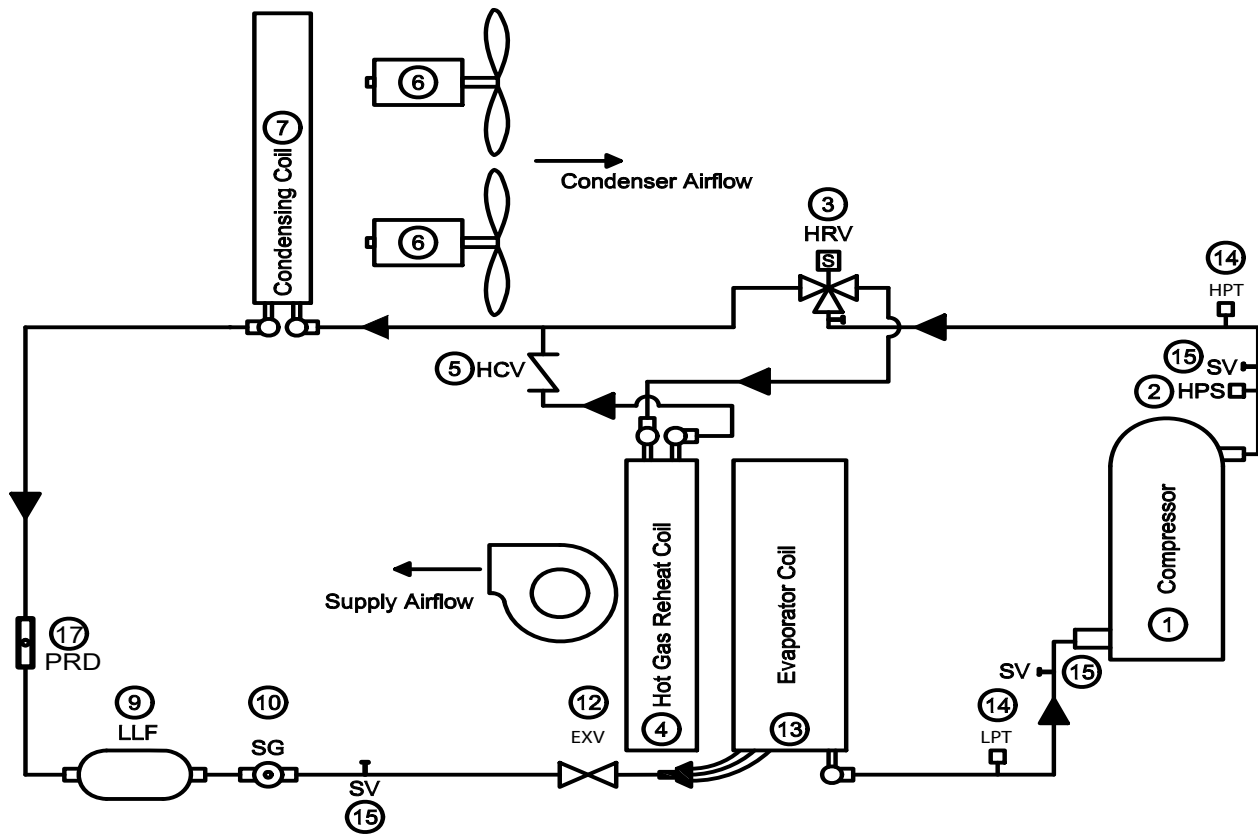 6
7
Condensing Coil
Condenser Airflow
6
3
HRV
S
14
HPT
15
SV
5
HCV
2
HPS
Supply Airflow
Hot Gas Reheat Coil
4
Evaporator Coil
13
Compressor
1
17
PRD
9
LLF
10
SG
SV
15
12
EXV
14
LPT
SV
15